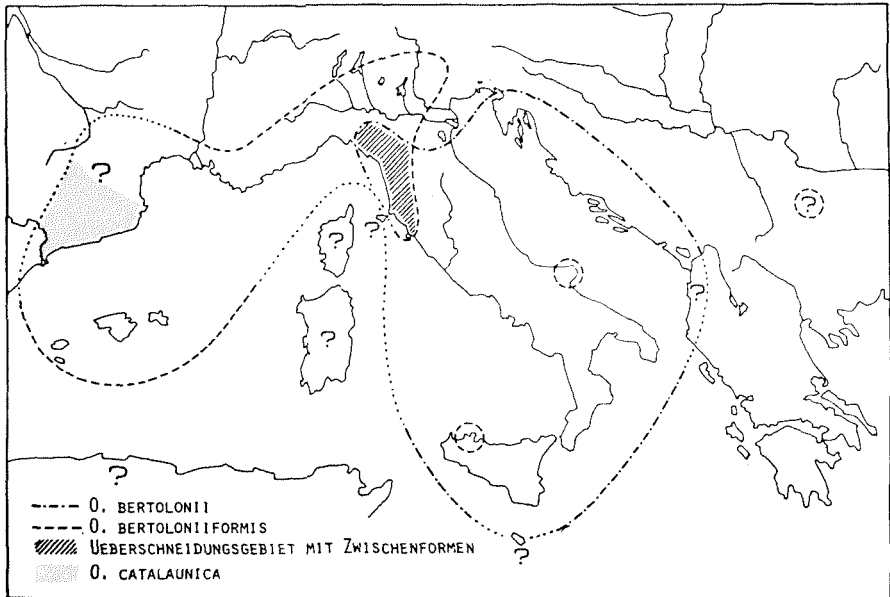 ?
?
?
?
?
?
?
O. BERTOLONII
O. BERTOLONIIFORMIS
UEBERSCHNEIDUNGSGEBIET MIT ZWISCHENFORMEN
?
O. CATALAUNICA